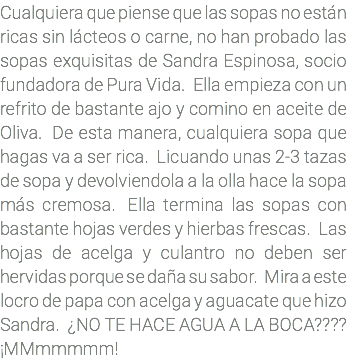 Cualquiera que piense que las sopas no están
ricas sin lácteos o carne, no han probado las
sopas exquisitas de Sandra Espinosa, socio
fundadora de Pura Vida. Ella empieza con un
refrito de bastante ajo y comino en aceite de
Oliva. De esta manera, cualquiera sopa que
hagas va a ser rica. Licuando unas 2-3 tazas
de sopa y devolviendola a la olla hace la sopa
más cremosa. Ella termina las sopas con
bastante hojas verdes y hierbas frescas. Las
hojas de acelga y culantro no deben ser
hervidas porque se daña su sabor. Mira a este
locro de papa con acelga y aguacate que hizo
Sandra. ¿NO TE HACE AGUA A LA BOCA????
¡MMmmmmm!